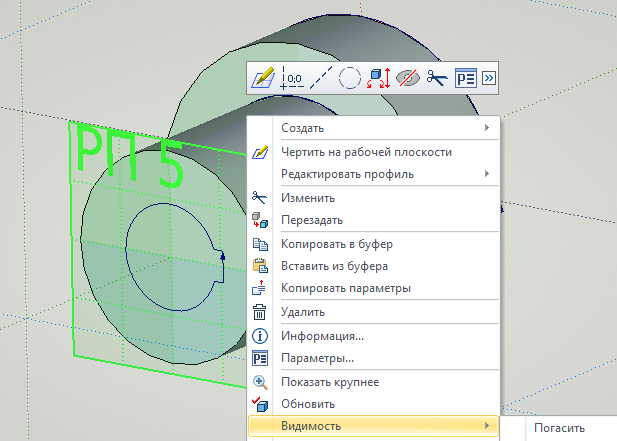 0;0
РП 5
Создать
Чертить на рабочей плоскости
Редактировать профиль
Изменить
Перезадать
Копировать в буфер
Вставить из буфера
Копировать параметры
Удалить
Информация...
Параметры...
Показать крупнее
Обновить
Видимость
Погасить